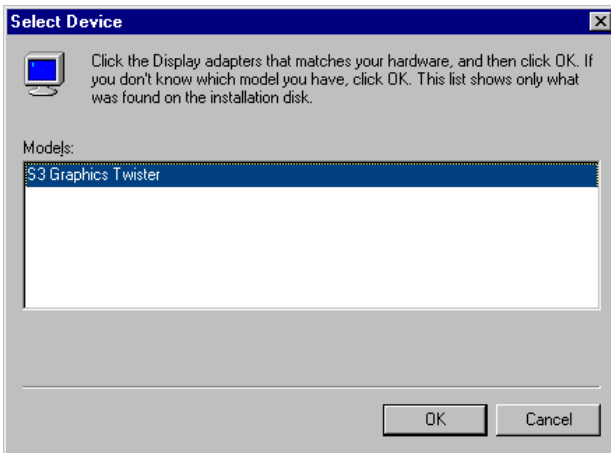 Select Device
Click the Display adapters that matches your hardware, and then click OK. If
you don't know which model you have, click OK. This list shows only what
was found on the installation disk.
Models:
S3 Graphics Twister
OK Cancel